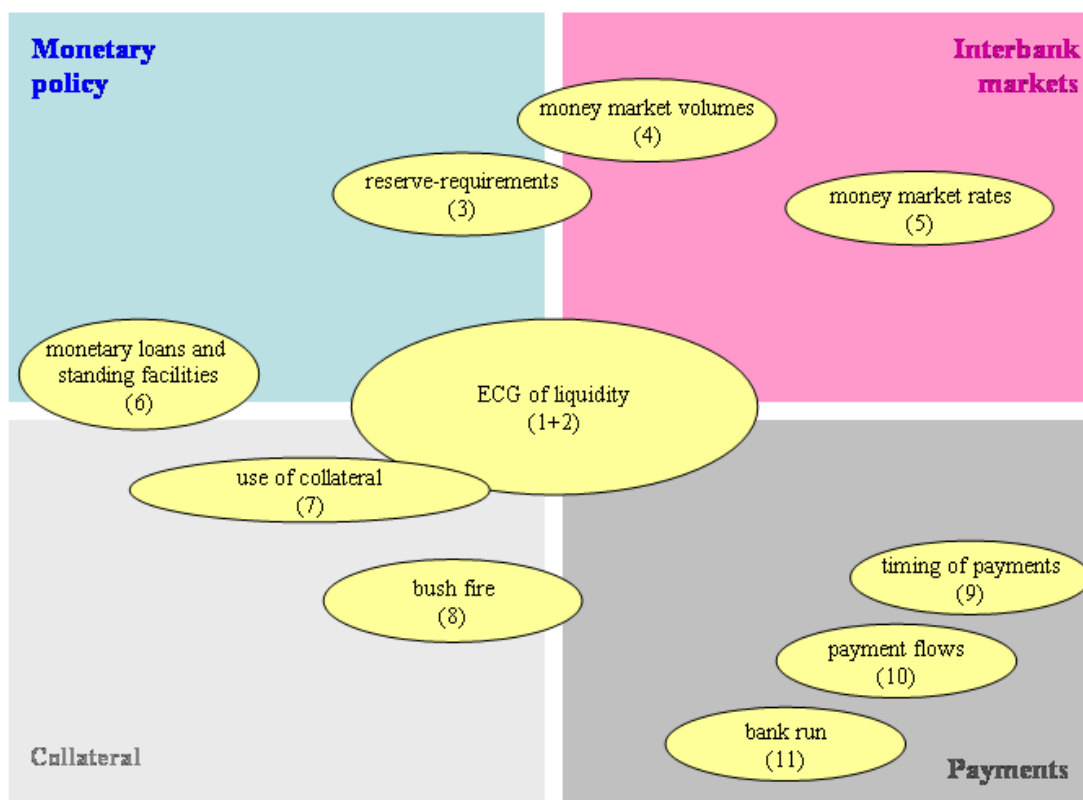 Monetary
policy
Interbank
markets
money market volumes
(4)
reserve-requirements
(3)
money market rates
(5)
monetary loans and
standing facilities
(6)
ECG of liquidity
(1+2)
use of collateral
(7)
bush fire
(8)
timing of payments
(9)
payment flows
(10)
bank run
(11)
Collateral
Payments